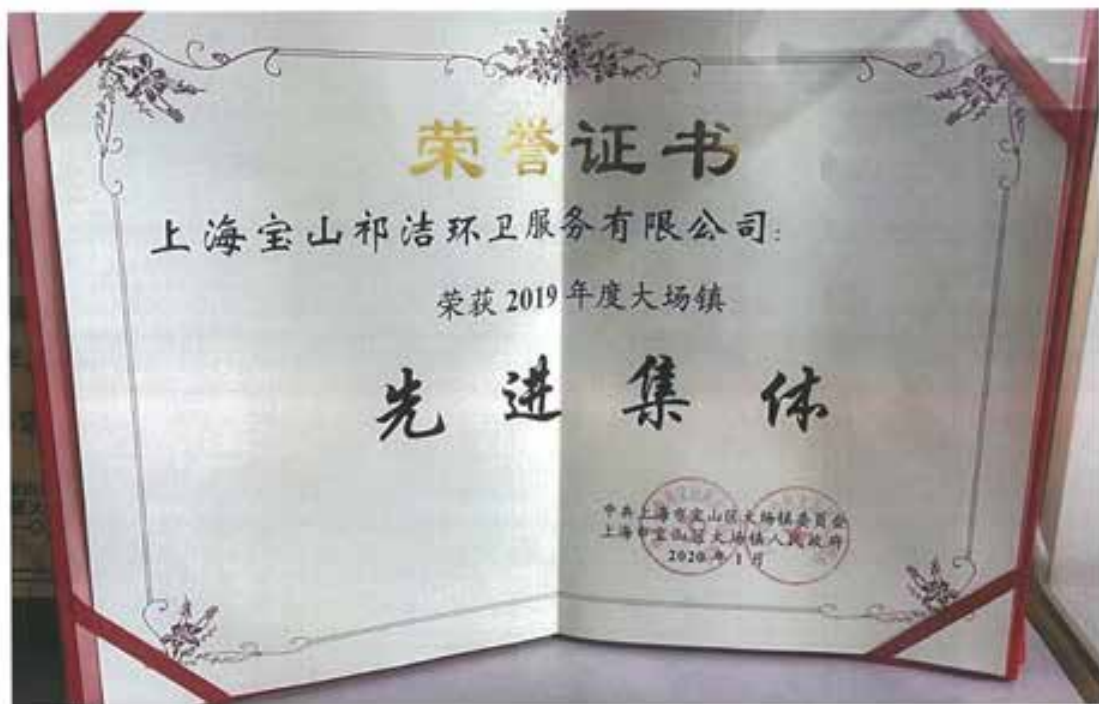 荣誉证书
上海宝山祁洁环卫服务有限公司：
荣获2019年度大场镇
先进集体
中共上海市宝山区大场镇委员会
上海市宝山区大场镇人民政府
2020年1月